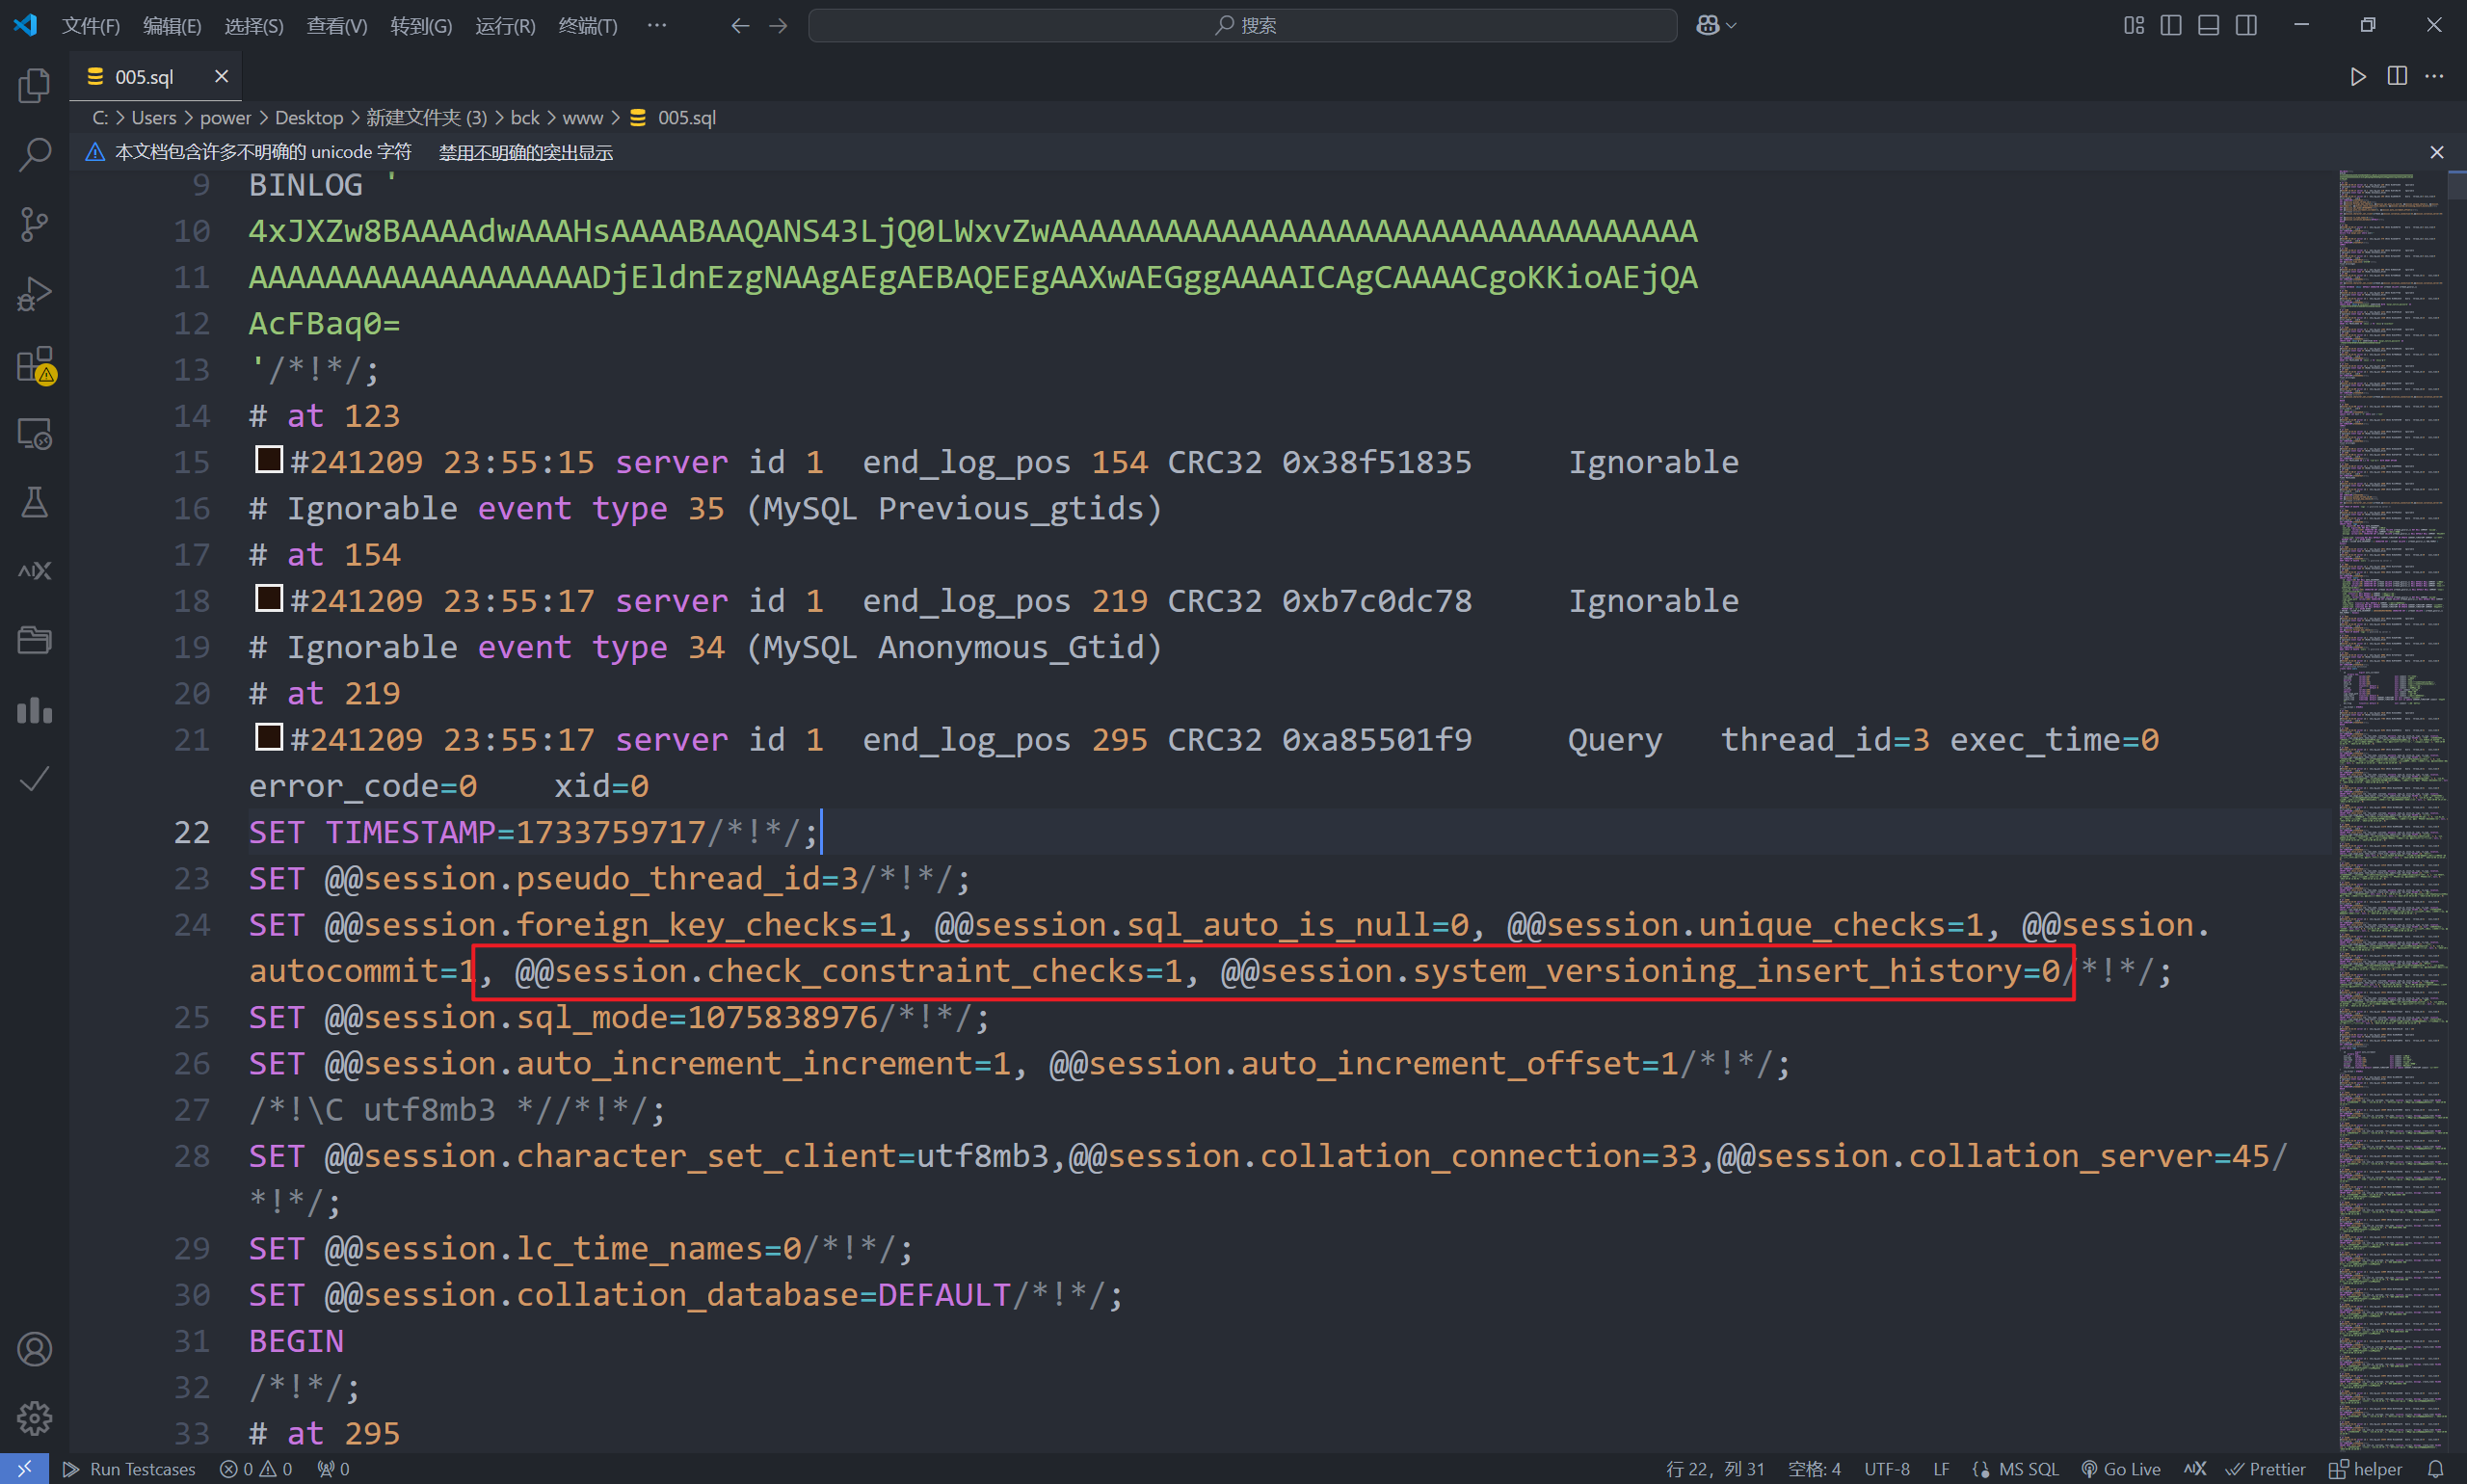 文件(F) 编辑(E) 选择(S) 查看(V) 转到(G) 运行(R) 终端(T) ··· 搜索
005.sql
C: > Users > power > Desktop > 新建文件夹 (3) > bck > www > 005.sql
本文档包含许多不明确的 unicode 字符 禁用不明确的突出显示
9 BINLOG '
10 4xJXZw8BAAAAdwAAAHsAAAABAAQANS43LjQ0LWxvZwAAAAAAAAAAAAAAAAAAAAAAAAAAAAAAAAAA
11 AAAAAAAAAAAAAAAAAADjEldnEzgNAAgAEgAEBAQEEgAAXwAEGggAAAAICAgCAAAACgoKKioAEjQA
12 AcFBaq0=
13 '/*!*/;
14 # at 123
15 #241209 23:55:15 server id 1 end_log_pos 154 CRC32 0x38f51835 Ignorable
16 # Ignorable event type 35 (MySQL Previous_gtids)
17 # at 154
18 #241209 23:55:17 server id 1 end_log_pos 219 CRC32 0xb7c0dc78 Ignorable
19 # Ignorable event type 34 (MySQL Anonymous_Gtid)
20 # at 219
21 #241209 23:55:17 server id 1 end_log_pos 295 CRC32 0xa85501f9 Query thread_id=3 exec_time=0
error_code=0 xid=0
22 SET TIMESTAMP=1733759717/*!*/;
23 SET @@session.pseudo_thread_id=3/*!*/;
24 SET @@session.foreign_key_checks=1, @@session.sql_auto_is_null=0, @@session.unique_checks=1, @@session.
autocommit=1, @@session.check_constraint_checks=1, @@session.system_versioning_insert_history=0/*!*/;
25 SET @@session.sql_mode=1075838976/*!*/;
26 SET @@session.auto_increment_increment=1, @@session.auto_increment_offset=1/*!*/;
27 /*!\C utf8mb3 *//*!*/;
28 SET @@session.character_set_client=utf8mb3,@@session.collation_connection=33,@@session.collation_server=45/
*!*/;
29 SET @@session.lc_time_names=0/*!*/;
30 SET @@session.collation_database=DEFAULT/*!*/;
31 BEGIN
32 /*!*/;
33 # at 295
Run Testcases 0 0 0 行 22，列 31 空格: 4 UTF-8 LF MS SQL Go Live Prettier helper